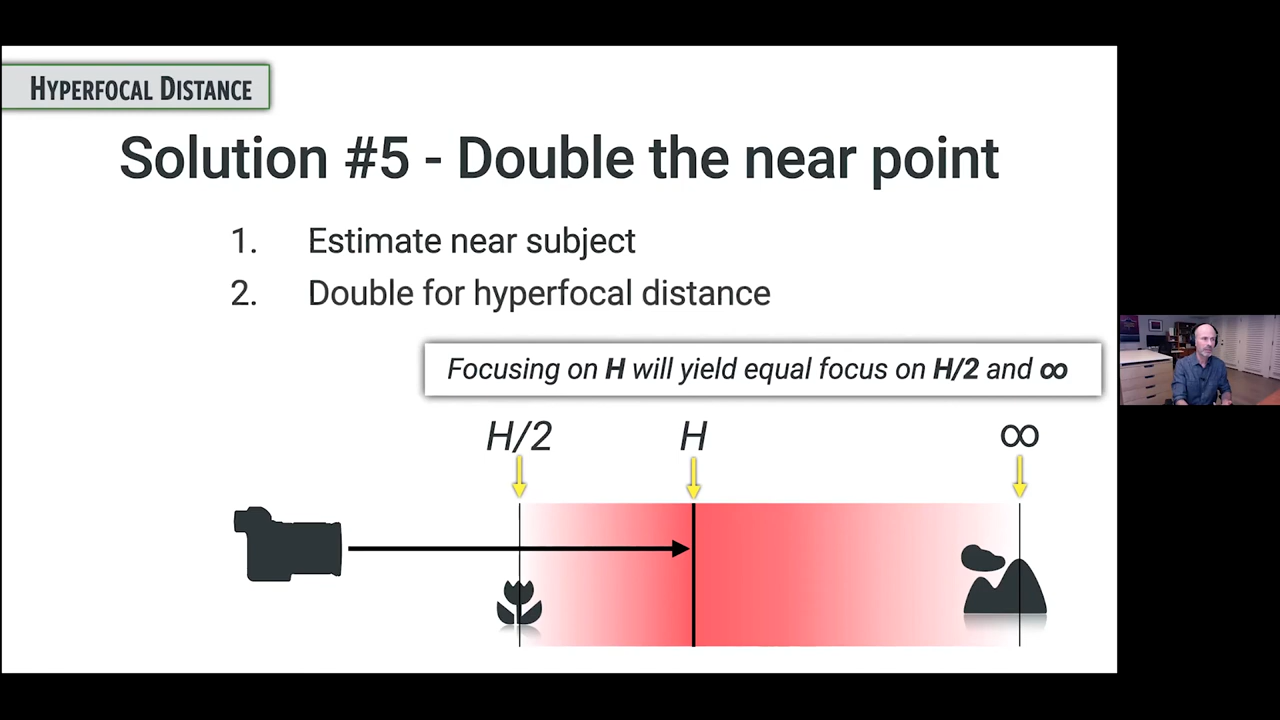 HYPERFOCAL DISTANCE
Solution #5 - Double the near point
1. Estimate near subject
2. Double for hyperfocal distance
Focusing on H will yield equal focus on H/2 and ∞
H/2 H ∞